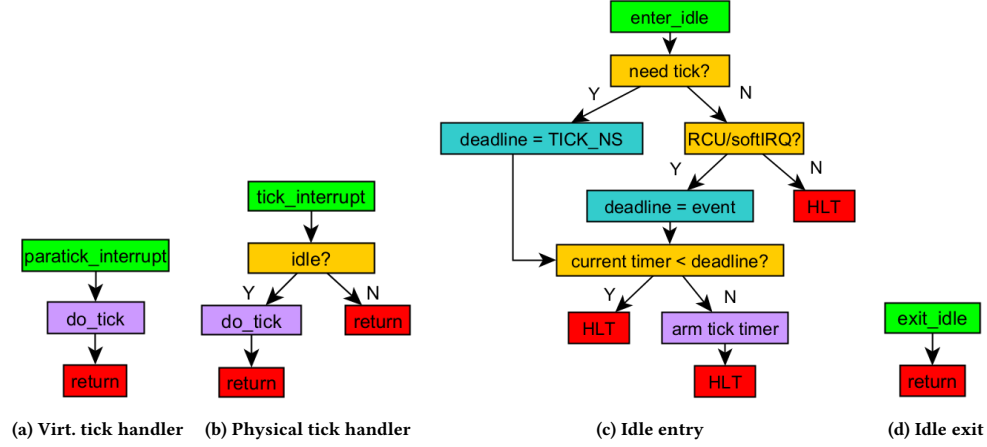 paratick_interrupt
do_tick
return
(a) Virt. tick handler
tick_interrupt
idle?
Y
N
do_tick
return
return
(b) Physical tick handler
enter_idle
need tick?
Y
N
deadline = TICK_NS
RCU/softIRQ?
Y
N
deadline = event
HLT
current timer < deadline?
Y
N
HLT
arm tick timer
HLT
(c) Idle entry
exit_idle
return
(d) Idle exit